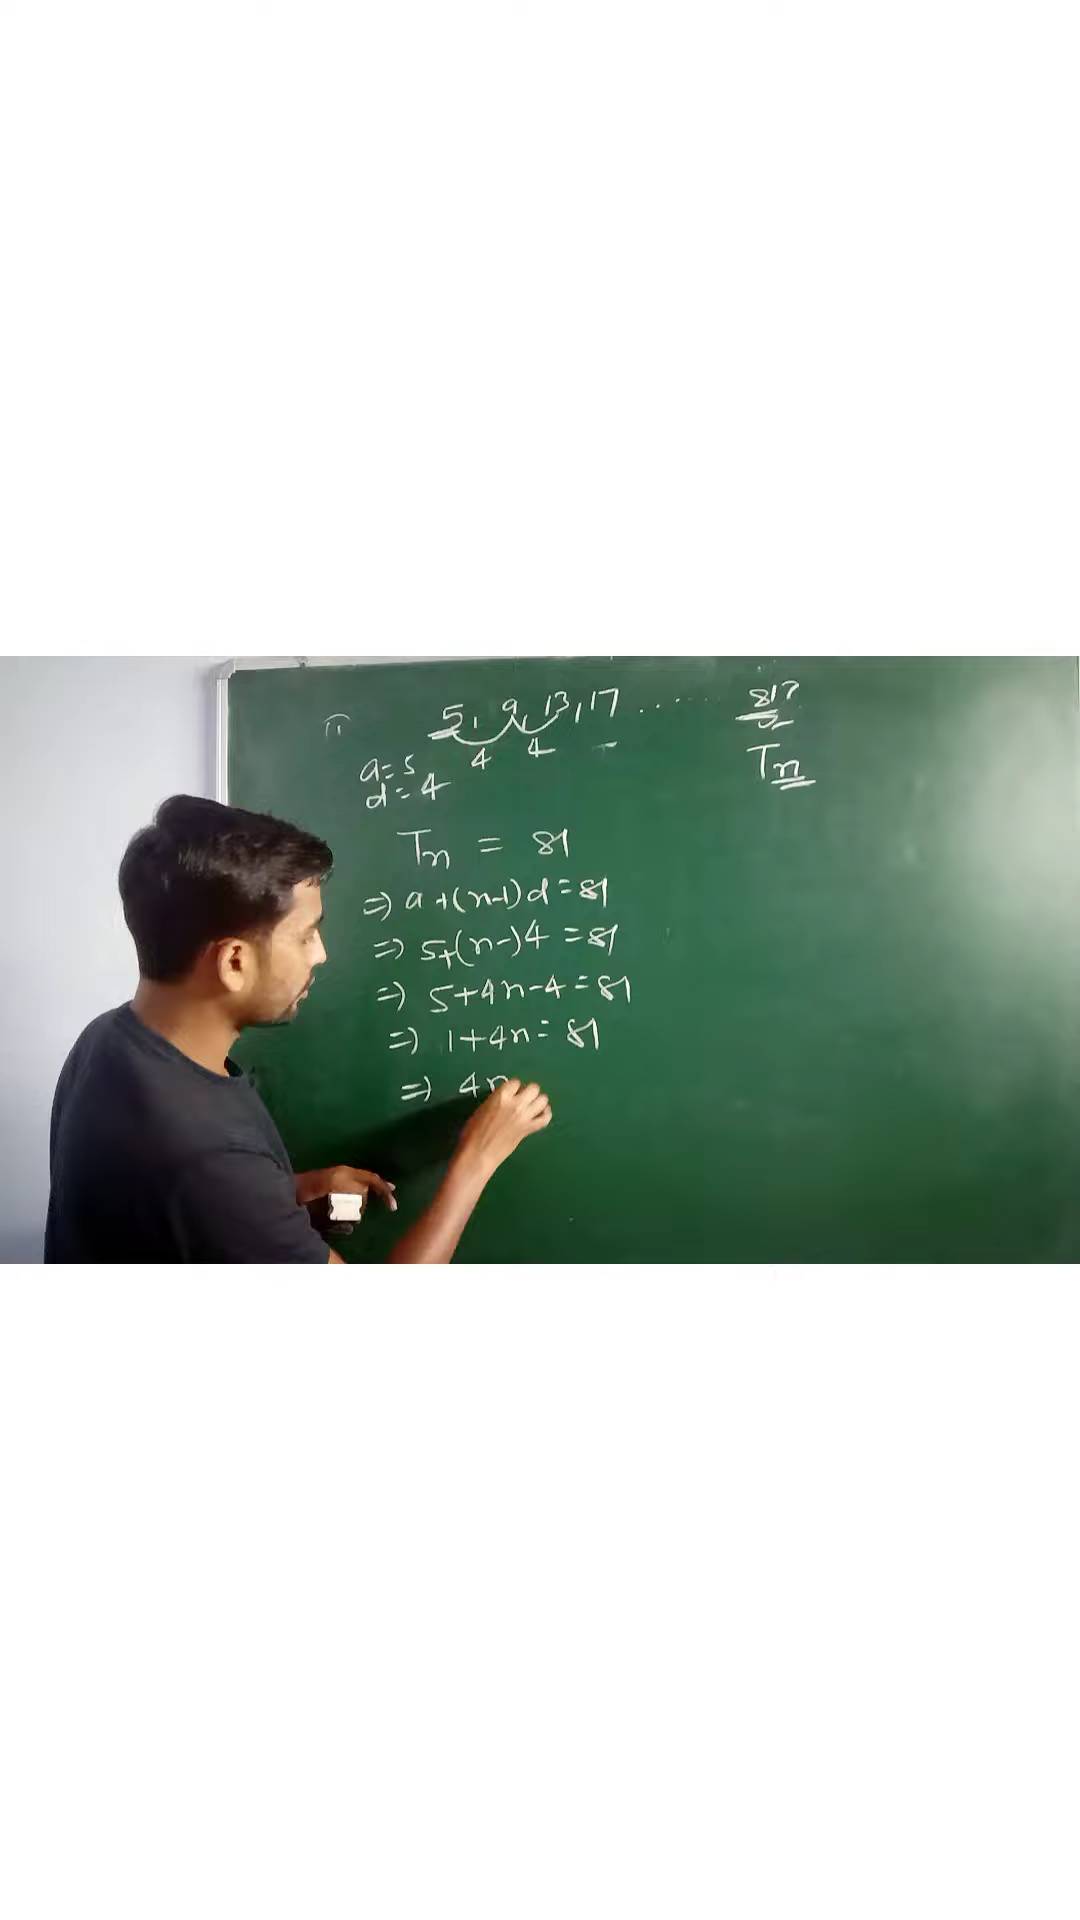 (i) 5, 9, 13, 17 ....... 81?
4 4
a = 5
d = 4
Tn
Tn = 81
=> a + (n-1) d = 81
=> 5+(n-)4 = 81
=> 5+4n-4 = 81
=> 1+4n = 81
=> 4n